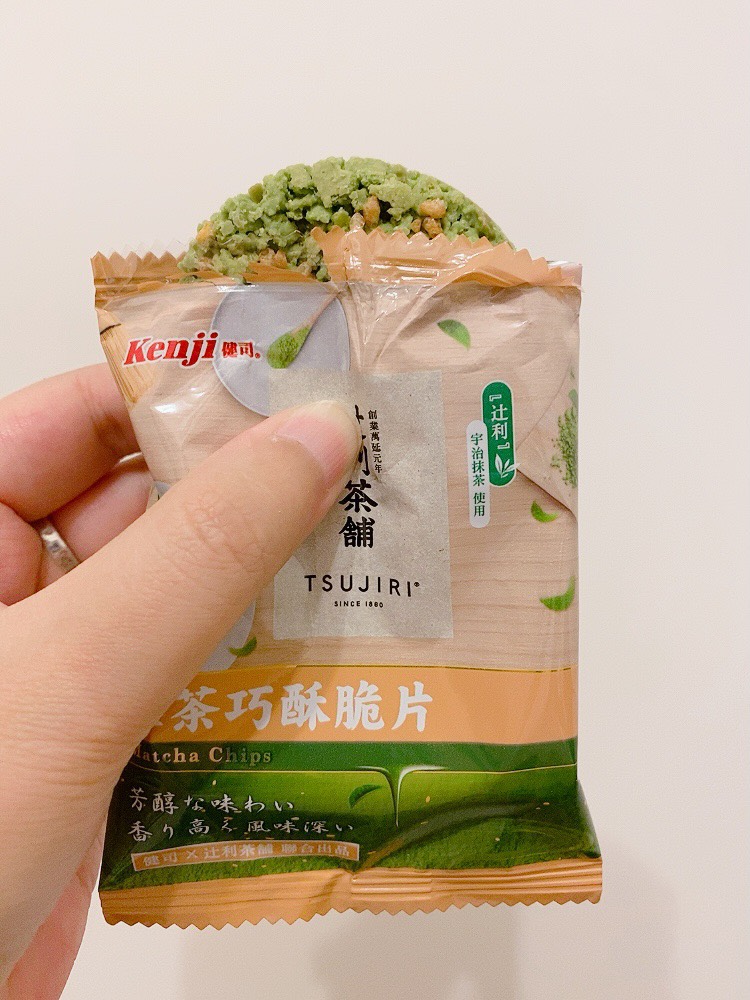 Kenji 健司®
創業萬延元年
茶舖
TSUJIRI®
SINCE 1860
『辻利』
宇治抹茶 使用
茶巧酥脆片
atcha Chips
芳醇な味わい
香り高く風味深い
健司×辻利茶舗 聯合出品